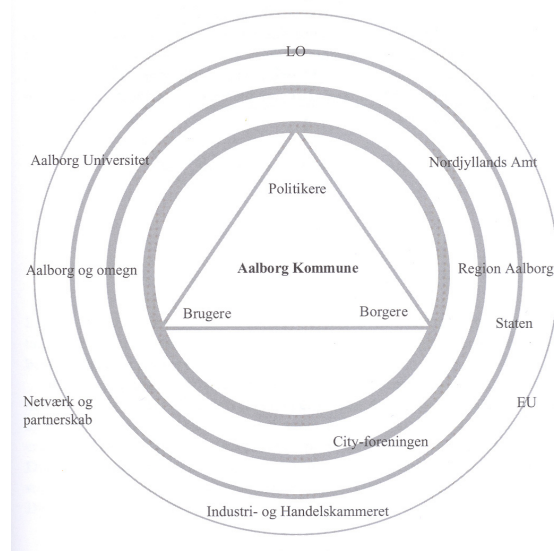 LO
Aalborg Universitet
Nordjyllands Amt
Politikere
Aalborg og omegn
Aalborg Kommune
Region Aalborg
Brugere
Borgere
Staten
Netværk og
partnerskab
EU
City-foreningen
Industri- og Handelskammeret